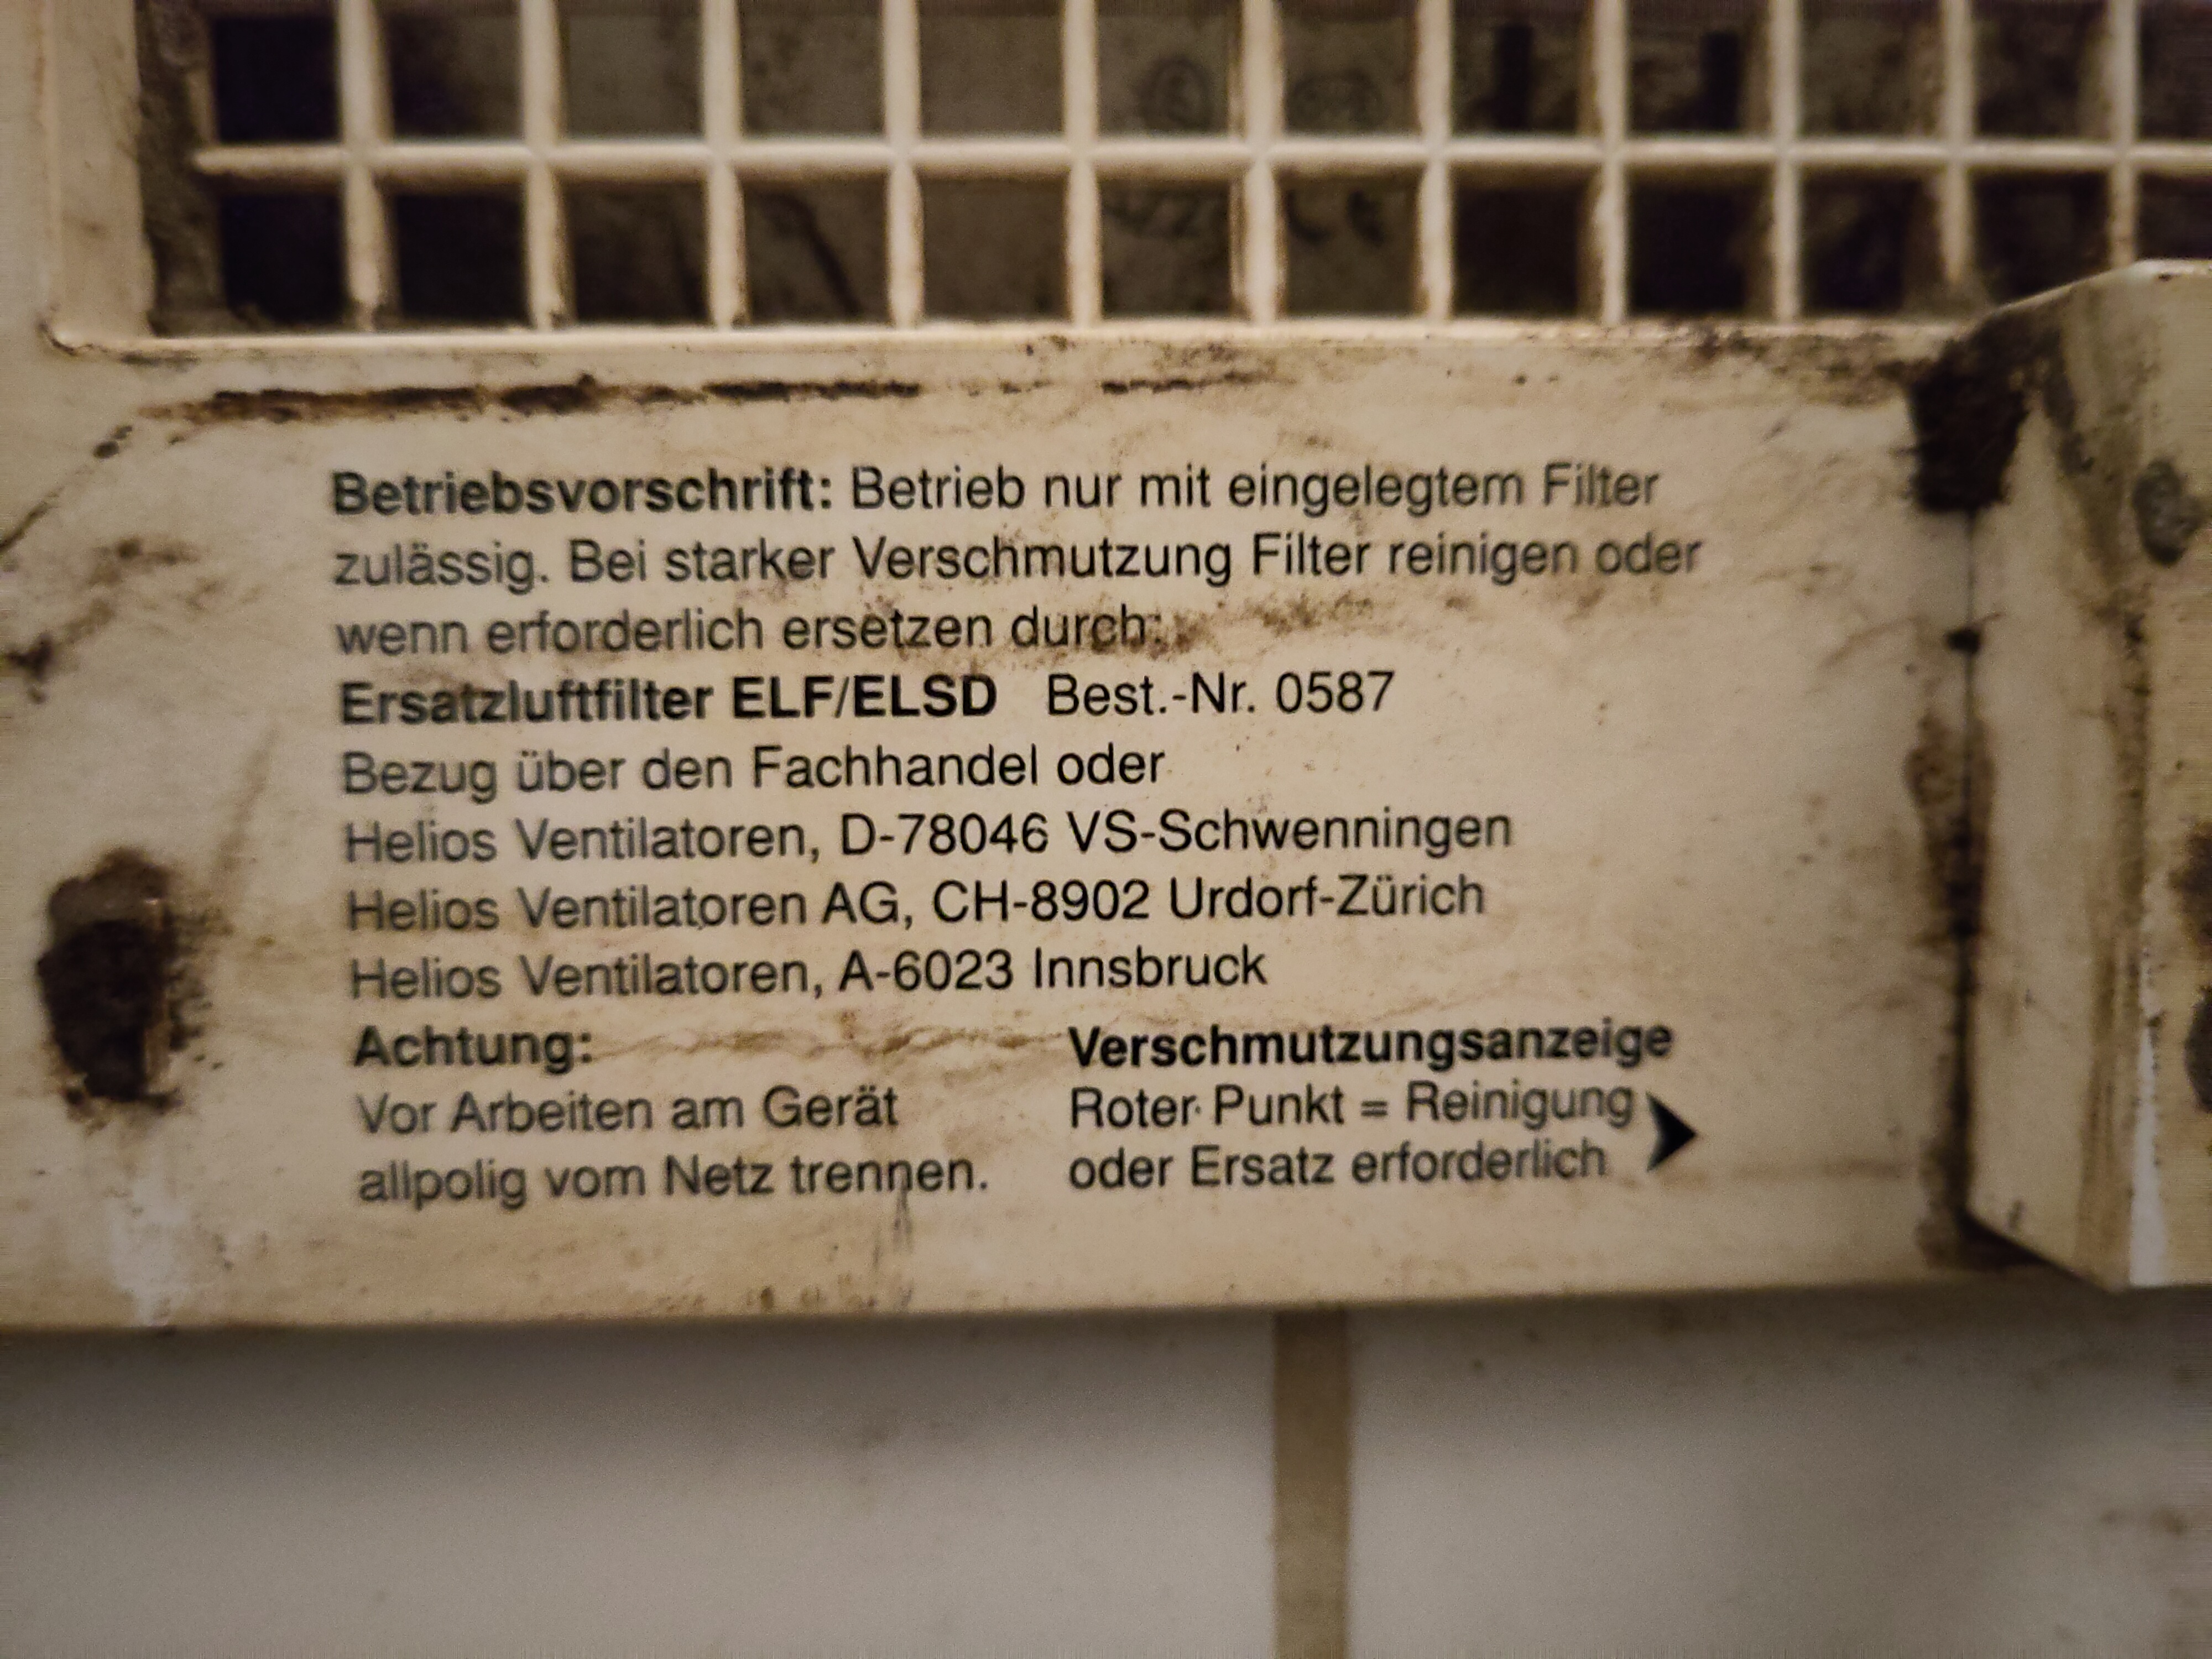 Betriebsvorschrift: Betrieb nur mit eingelegtem Filter
zulässig. Bei starker Verschmutzung Filter reinigen oder
wenn erforderlich ersetzen durch:
Ersatzluftfilter ELF/ELSD Best.-Nr. 0587
Bezug über den Fachhandel oder
Helios Ventilatoren, D-78046 VS-Schwenningen
Helios Ventilatoren AG, CH-8902 Urdorf-Zürich
Helios Ventilatoren, A-6023 Innsbruck
Achtung:
Vor Arbeiten am Gerät
allpolig vom Netz trennen.
Verschmutzungsanzeige
Roter Punkt = Reinigung
oder Ersatz erforderlich